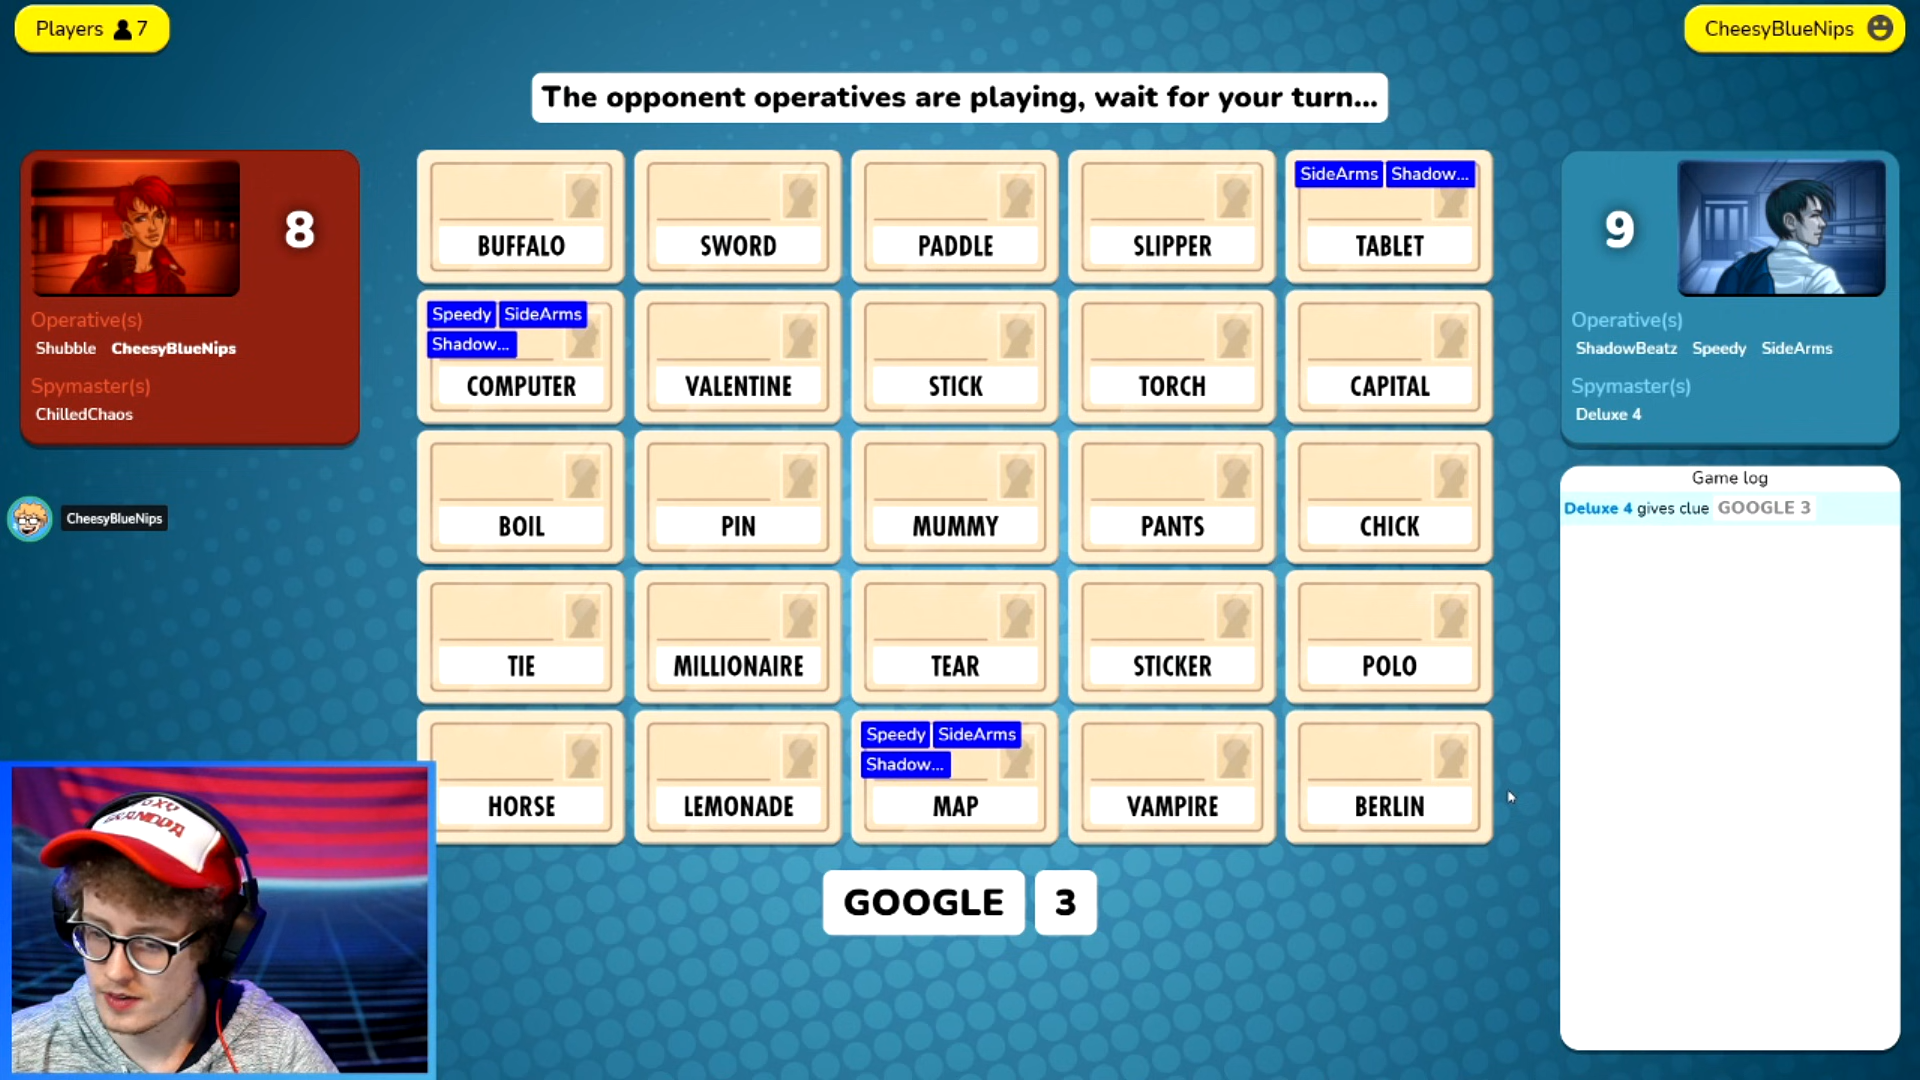 Players 7
CheesyBlueNips
The opponent operatives are playing, wait for your turn...
8
Operative(s)
Shubble CheesyBlueNips
Spymaster(s)
ChilledChaos
CheesyBlueNips
BUFFALO
SWORD
PADDLE
SLIPPER
SideArms Shadow...
TABLET
Speedy SideArms
Shadow...
COMPUTER
VALENTINE
STICK
TORCH
CAPITAL
BOIL
PIN
MUMMY
PANTS
CHICK
TIE
MILLIONAIRE
TEAR
STICKER
POLO
HORSE
LEMONADE
Speedy SideArms
Shadow...
MAP
VAMPIRE
BERLIN
GOOGLE 3
9
Operative(s)
ShadowBeatz Speedy SideArms
Spymaster(s)
Deluxe 4
Game log
Deluxe 4 gives clue GOOGLE 3
GRANDPA